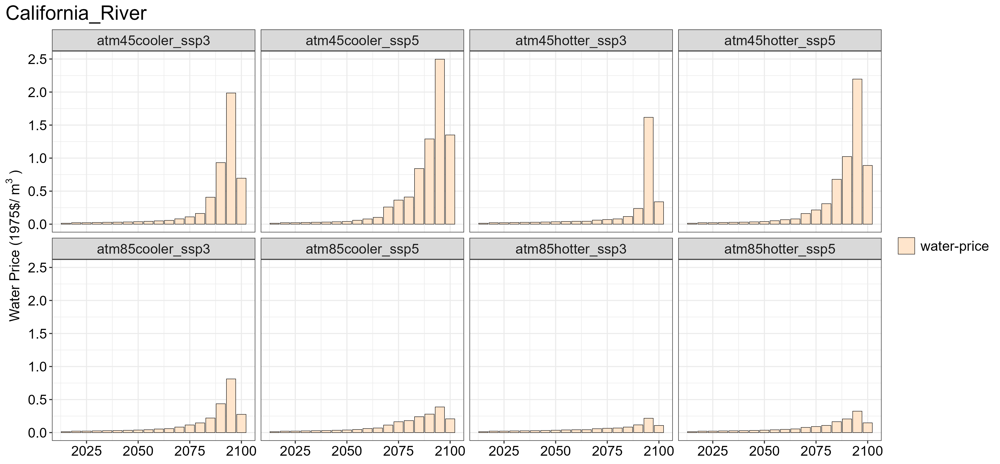 California_River
atm45cooler_ssp3 atm45cooler_ssp5 atm45hotter_ssp3 atm45hotter_ssp5
2.5
2.0
1.5
1.0
0.5
0.0
Water Price (1975$/ m³ )
atm85cooler_ssp3 atm85cooler_ssp5 atm85hotter_ssp3 atm85hotter_ssp5
2.5
2.0
1.5
1.0
0.5
0.0
2025 2050 2075 2100 2025 2050 2075 2100 2025 2050 2075 2100 2025 2050 2075 2100
water-price